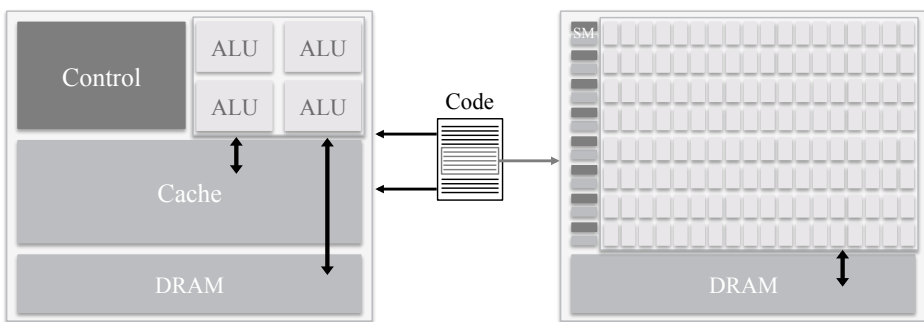 SM
ALU ALU
Control
ALU ALU
Code
Cache
DRAM DRAM